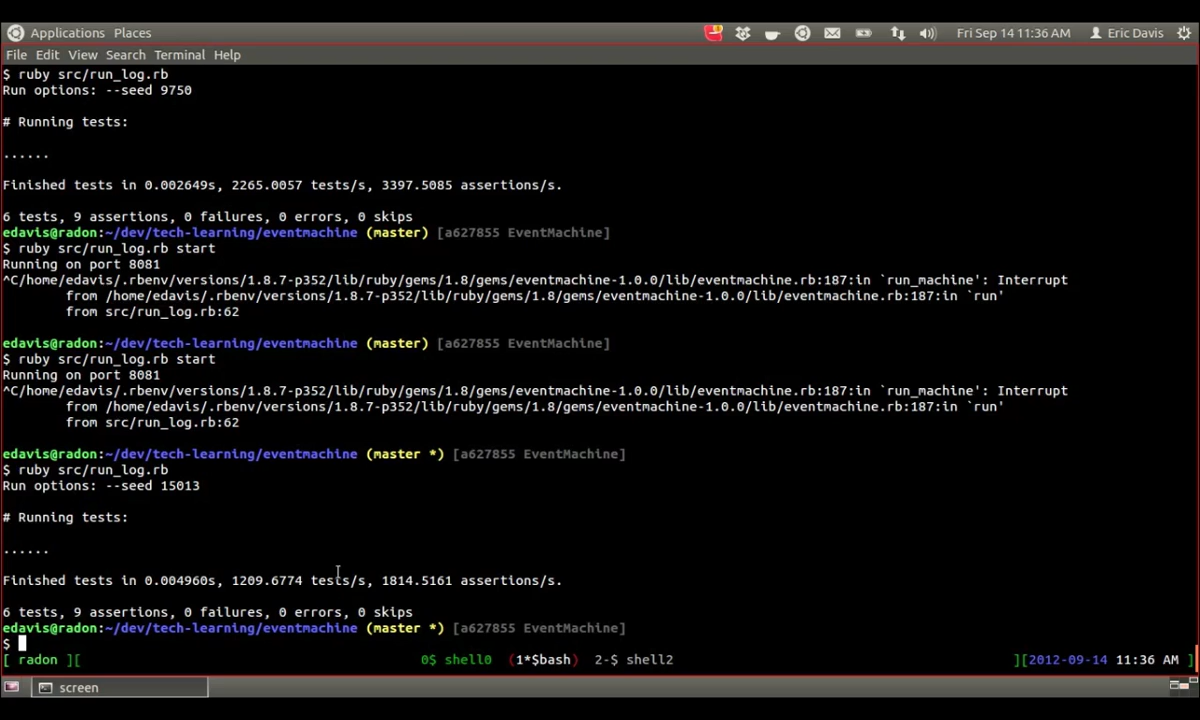 Applications Places Fri Sep 14 11:36 AM Eric Davis
File Edit View Search Terminal Help
$ ruby src/run_log.rb
Run options: --seed 9750
# Running tests:
......
Finished tests in 0.002649s, 2265.0057 tests/s, 3397.5085 assertions/s.
6 tests, 9 assertions, 0 failures, 0 errors, 0 skips
edavis@radon:~/dev/tech-learning/eventmachine (master) [a627855 EventMachine]
$ ruby src/run_log.rb start
Running on port 8081
^C/home/edavis/.rbenv/versions/1.8.7-p352/lib/ruby/gems/1.8/gems/eventmachine-1.0.0/lib/eventmachine.rb:187:in `run_machine': Interrupt
from /home/edavis/.rbenv/versions/1.8.7-p352/lib/ruby/gems/1.8/gems/eventmachine-1.0.0/lib/eventmachine.rb:187:in `run'
from src/run_log.rb:62
edavis@radon:~/dev/tech-learning/eventmachine (master) [a627855 EventMachine]
$ ruby src/run_log.rb start
Running on port 8081
^C/home/edavis/.rbenv/versions/1.8.7-p352/lib/ruby/gems/1.8/gems/eventmachine-1.0.0/lib/eventmachine.rb:187:in `run_machine': Interrupt
from /home/edavis/.rbenv/versions/1.8.7-p352/lib/ruby/gems/1.8/gems/eventmachine-1.0.0/lib/eventmachine.rb:187:in `run'
from src/run_log.rb:62
edavis@radon:~/dev/tech-learning/eventmachine (master *) [a627855 EventMachine]
$ ruby src/run_log.rb
Run options: --seed 15013
# Running tests:
......
Finished tests in 0.004960s, 1209.6774 tests/s, 1814.5161 assertions/s.
6 tests, 9 assertions, 0 failures, 0 errors, 0 skips
edavis@radon:~/dev/tech-learning/eventmachine (master *) [a627855 EventMachine]
$
[ radon ][ 0$ shell0 (1*$bash) 2-$ shell2 ][2012-09-14 11:36 AM ]
screen